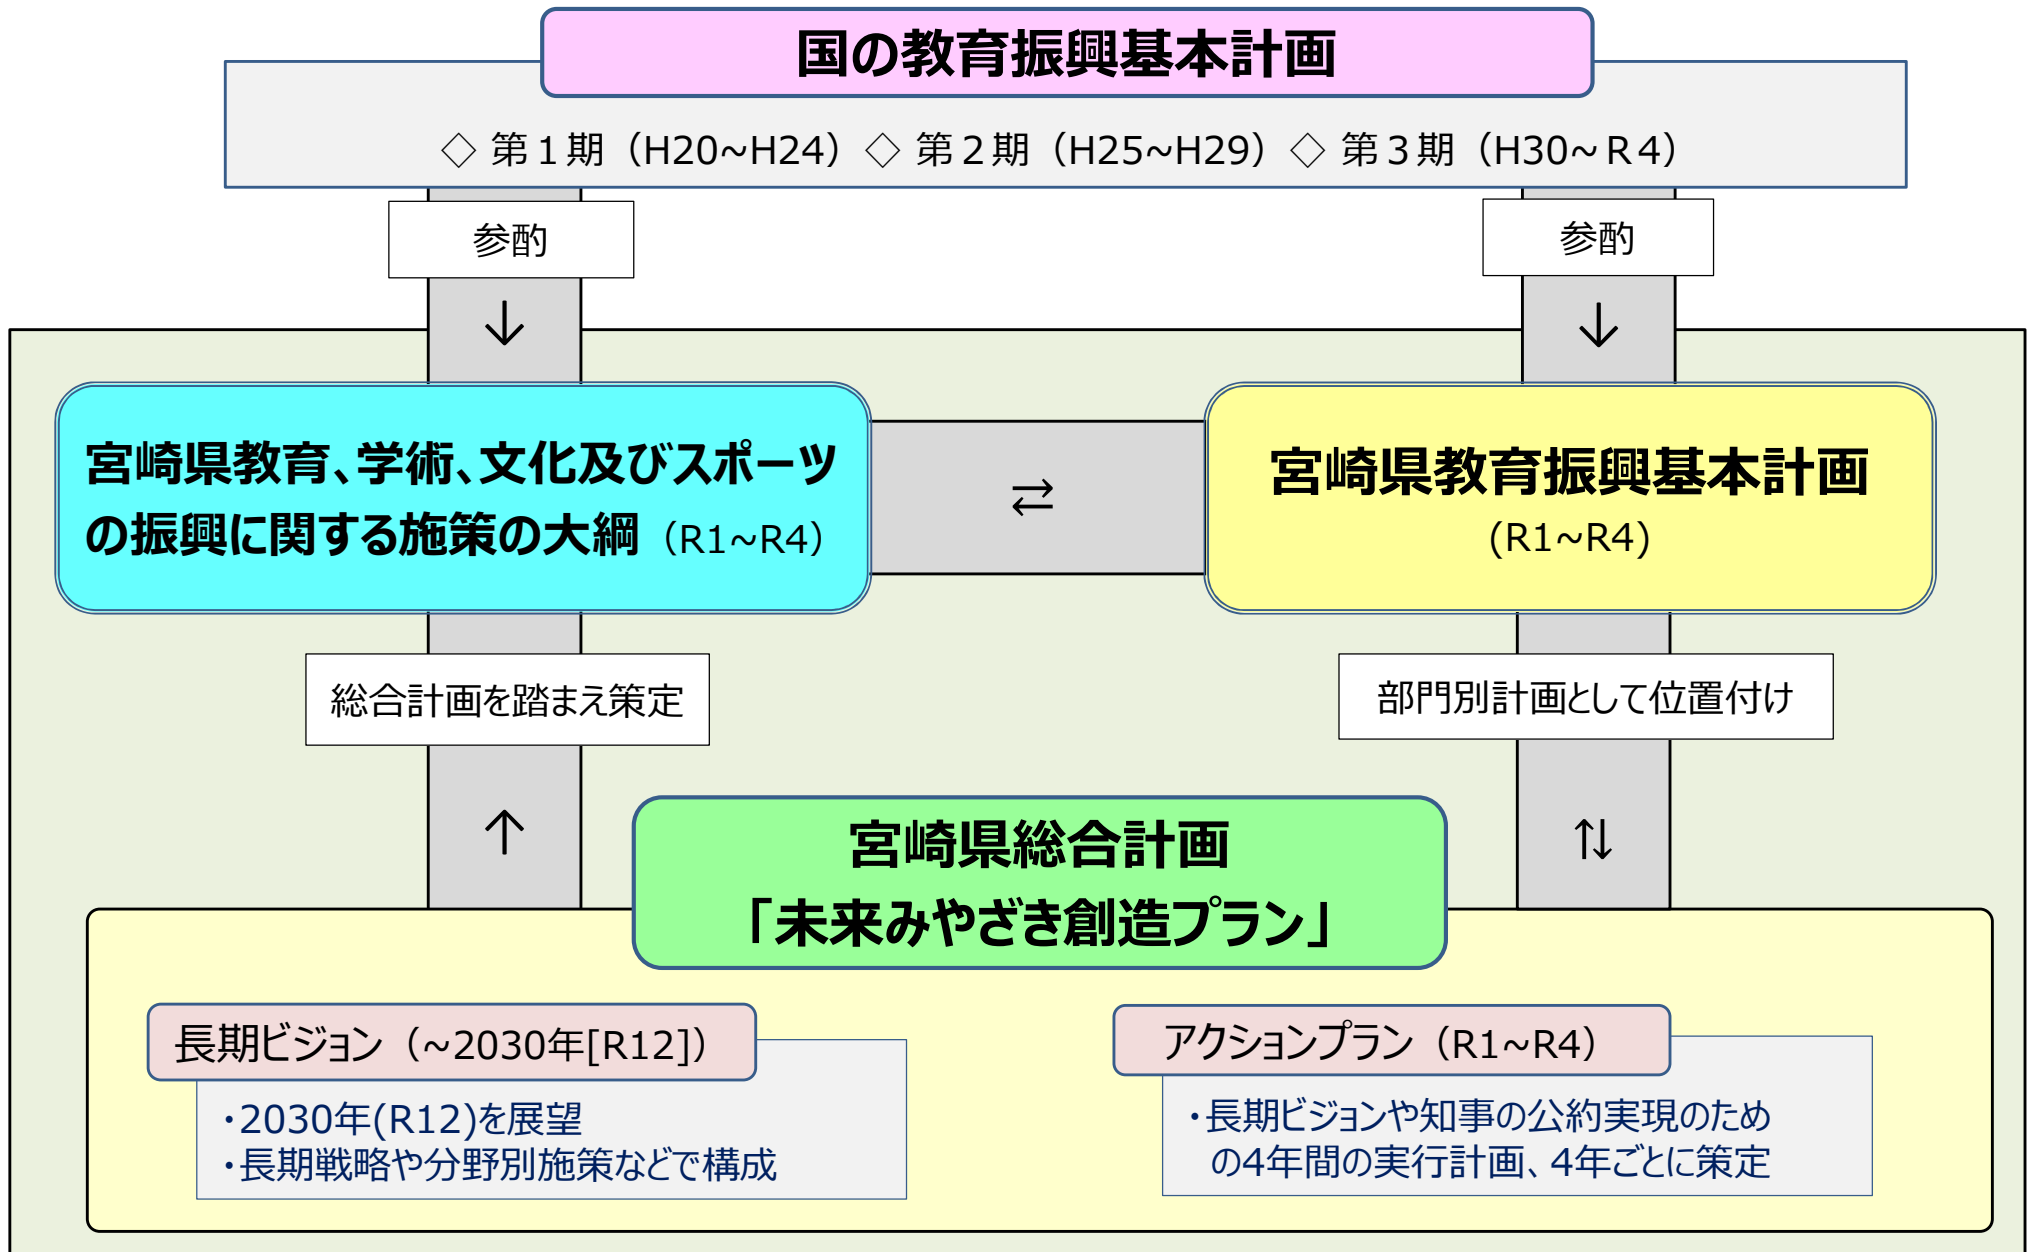 国の教育振興基本計画
◇ 第１期（H20~H24）◇ 第２期（H25~H29）◇ 第３期（H30~Ｒ4）
参酌
参酌
↓
↓
宮崎県教育、学術、文化及びスポーツ
の振興に関する施策の大綱（R1~R4）
⇄
宮崎県教育振興基本計画
(R1~R4)
総合計画を踏まえ策定
部門別計画として位置付け
↑
⇅
宮崎県総合計画
「未来みやざき創造プラン」
長期ビジョン（~2030年[R12]）
・2030年(R12)を展望
・長期戦略や分野別施策などで構成
アクションプラン（R1~R4）
・長期ビジョンや知事の公約実現のため
の4年間の実行計画、4年ごとに策定